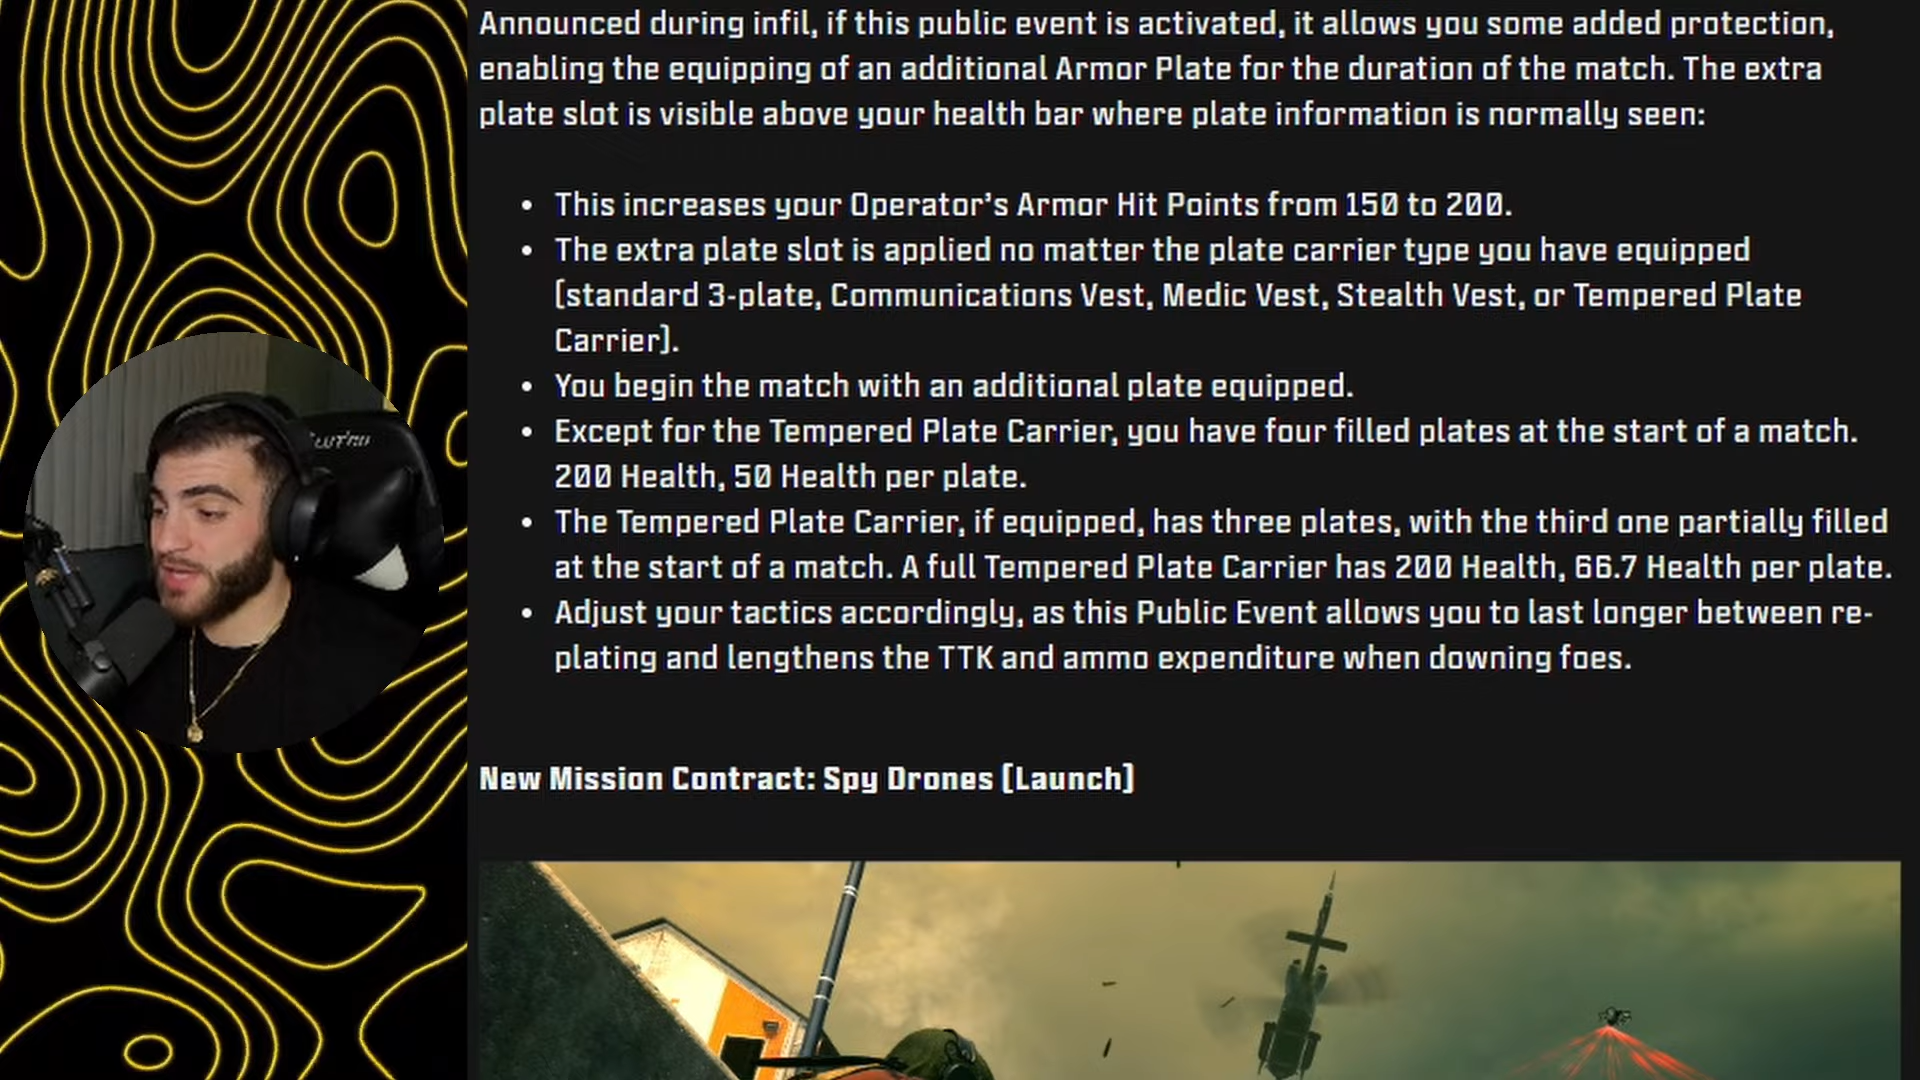 Announced during infil, if this public event is activated, it allows you some added protection,
enabling the equipping of an additional Armor Plate for the duration of the match. The extra
plate slot is visible above your health bar where plate information is normally seen:
• This increases your Operator’s Armor Hit Points from 150 to 200.
• The extra plate slot is applied no matter the plate carrier type you have equipped
(standard 3-plate, Communications Vest, Medic Vest, Stealth Vest, or Tempered Plate
Carrier).
• You begin the match with an additional plate equipped.
• Except for the Tempered Plate Carrier, you have four filled plates at the start of a match.
200 Health, 50 Health per plate.
• The Tempered Plate Carrier, if equipped, has three plates, with the third one partially filled
at the start of a match. A full Tempered Plate Carrier has 200 Health, 66.7 Health per plate.
• Adjust your tactics accordingly, as this Public Event allows you to last longer between re-
plating and lengthens the TTK and ammo expenditure when downing foes.
New Mission Contract: Spy Drones (Launch)